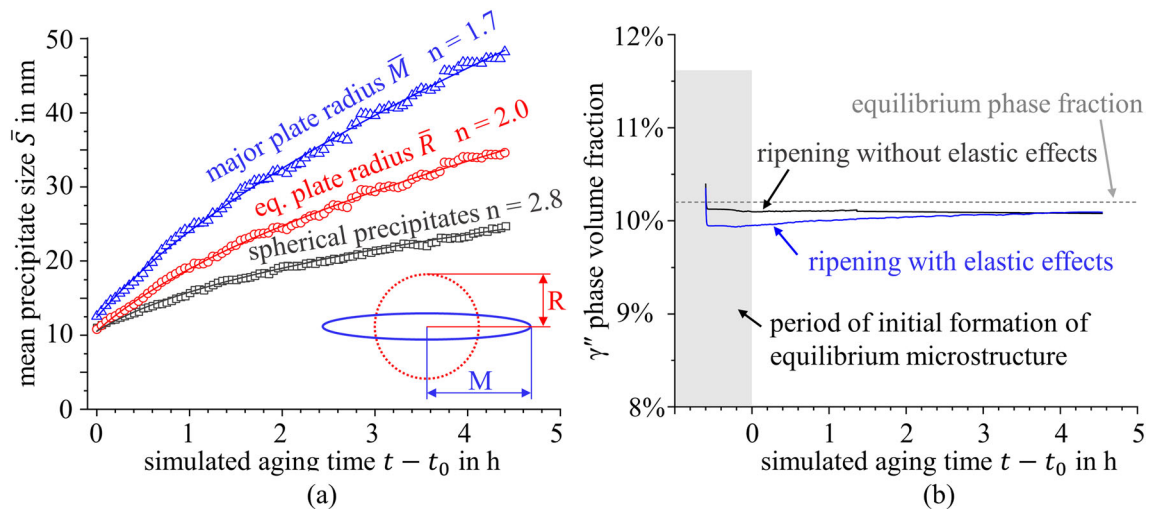 50
40
30
20
10
0
mean precipitate size S̄ in nm
major plate radius M̄ n = 1.7
eq. plate radius R̄ n = 2.0
spherical precipitates n = 2.8
R
M
0 1 2 3 4 5
simulated aging time t − t₀ in h
(a)
12%
11%
10%
9%
8%
γ″ phase volume fraction
equilibrium phase fraction
ripening without elastic effects
ripening with elastic effects
period of initial formation of
equilibrium microstructure
0 1 2 3 4 5
simulated aging time t − t₀ in h
(b)